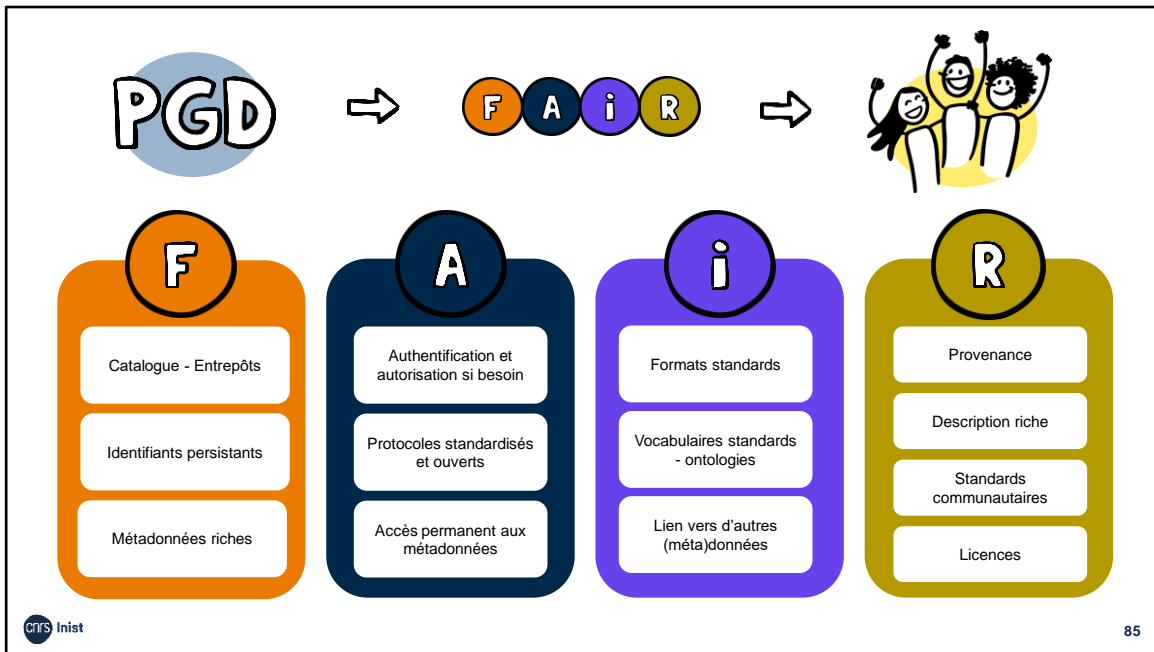 PGD
F A i R
F
Catalogue - Entrepôts
Identifiants persistants
Métadonnées riches
A
Authentification et
autorisation si besoin
Protocoles standardisés
et ouverts
Accès permanent aux
métadonnées
i
Formats standards
Vocabulaires standards
- ontologies
Lien vers d’autres
(méta)données
R
Provenance
Description riche
Standards
communautaires
Licences
cnrs Inist
85